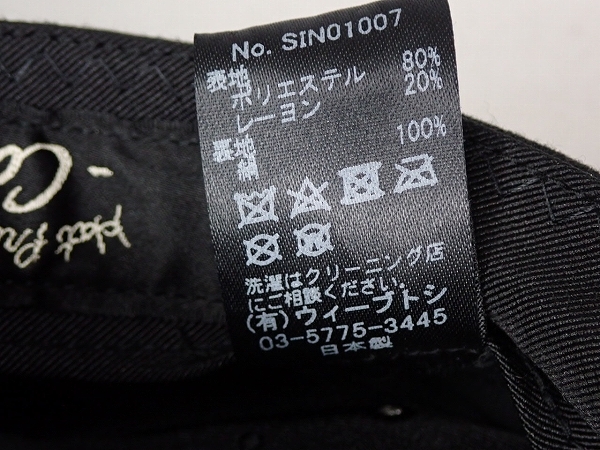 No. SIN01007
表地
ポリエステル 80%
レーヨン 20%
裏地
綿 100%
洗濯はクリーニング店
にご相談ください。
(有)ウィーブトシ
03-5775-3445
日本製